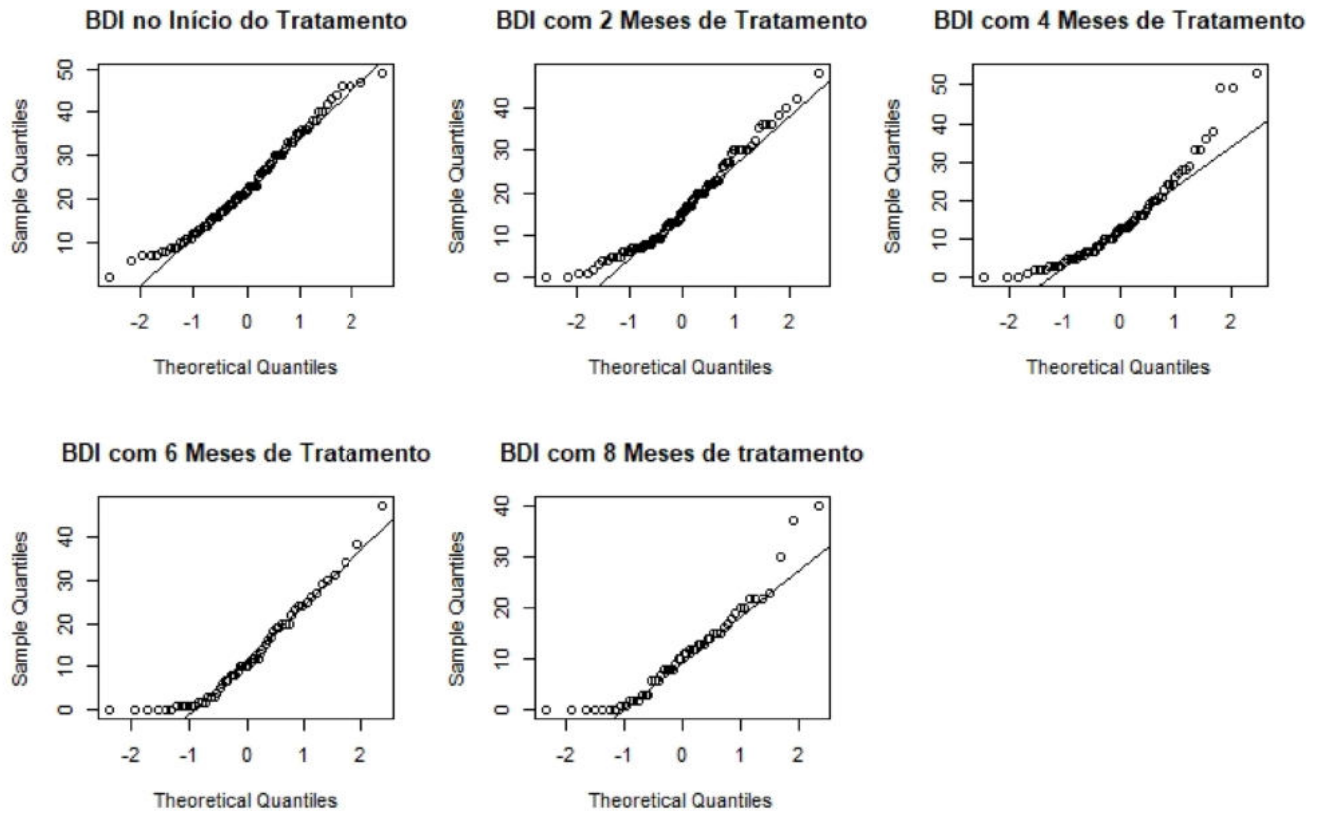 BDI no Início do Tratamento
Sample Quantiles
50
40
30
20
10
-2 -1 0 1 2
Theoretical Quantiles
BDI com 2 Meses de Tratamento
Sample Quantiles
40
30
20
10
0
-2 -1 0 1 2
Theoretical Quantiles
BDI com 4 Meses de Tratamento
Sample Quantiles
50
40
30
20
10
0
-2 -1 0 1 2
Theoretical Quantiles
BDI com 6 Meses de Tratamento
Sample Quantiles
40
30
20
10
0
-2 -1 0 1 2
Theoretical Quantiles
BDI com 8 Meses de tratamento
Sample Quantiles
40
30
20
10
0
-2 -1 0 1 2
Theoretical Quantiles